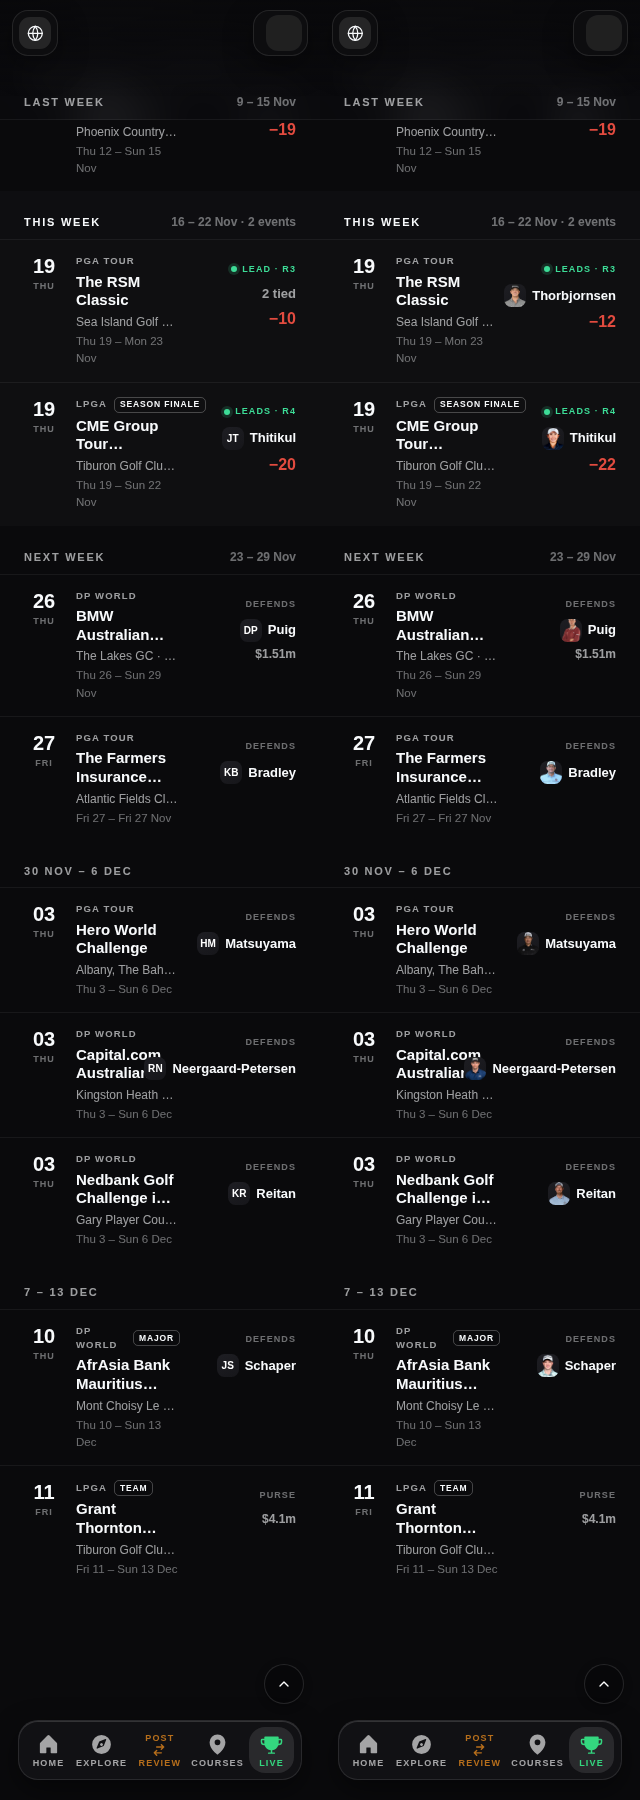 LAST WEEK 9 – 15 Nov
Phoenix Country… −19
Thu 12 – Sun 15
Nov
THIS WEEK 16 – 22 Nov · 2 events
19 PGA TOUR LEAD · R3
THU The RSM 2 tied
Classic −10
Sea Island Golf …
Thu 19 – Mon 23
Nov
19 LPGA SEASON FINALE LEADS · R4
THU CME Group JT Thitikul
Tour… −20
Tiburon Golf Clu…
Thu 19 – Sun 22
Nov
NEXT WEEK 23 – 29 Nov
26 DP WORLD DEFENDS
THU BMW DP Puig
Australian… $1.51m
The Lakes GC · …
Thu 26 – Sun 29
Nov
27 PGA TOUR DEFENDS
FRI The Farmers KB Bradley
Insurance…
Atlantic Fields Cl…
Fri 27 – Fri 27 Nov
30 NOV – 6 DEC
03 PGA TOUR DEFENDS
THU Hero World HM Matsuyama
Challenge
Albany, The Bah…
Thu 3 – Sun 6 Dec
03 DP WORLD DEFENDS
THU Capital.com RN Neergaard-Petersen
Australian
Kingston Heath …
Thu 3 – Sun 6 Dec
03 DP WORLD DEFENDS
THU Nedbank Golf KR Reitan
Challenge i…
Gary Player Cou…
Thu 3 – Sun 6 Dec
7 – 13 DEC
10 DP WORLD MAJOR DEFENDS
THU AfrAsia Bank JS Schaper
Mauritius…
Mont Choisy Le …
Thu 10 – Sun 13
Dec
11 LPGA TEAM PURSE
FRI Grant $4.1m
Thornton…
Tiburon Golf Clu…
Fri 11 – Sun 13 Dec
HOME EXPLORE POST REVIEW COURSES LIVE
LAST WEEK 9 – 15 Nov
Phoenix Country… −19
Thu 12 – Sun 15
Nov
THIS WEEK 16 – 22 Nov · 2 events
19 PGA TOUR LEADS · R3
THU The RSM Thorbjornsen
Classic −12
Sea Island Golf …
Thu 19 – Mon 23
Nov
19 LPGA SEASON FINALE LEADS · R4
THU CME Group Thitikul
Tour… −22
Tiburon Golf Clu…
Thu 19 – Sun 22
Nov
NEXT WEEK 23 – 29 Nov
26 DP WORLD DEFENDS
THU BMW Puig
Australian… $1.51m
The Lakes GC · …
Thu 26 – Sun 29
Nov
27 PGA TOUR DEFENDS
FRI The Farmers Bradley
Insurance…
Atlantic Fields Cl…
Fri 27 – Fri 27 Nov
30 NOV – 6 DEC
03 PGA TOUR DEFENDS
THU Hero World Matsuyama
Challenge
Albany, The Bah…
Thu 3 – Sun 6 Dec
03 DP WORLD DEFENDS
THU Capital.com Neergaard-Petersen
Australian
Kingston Heath …
Thu 3 – Sun 6 Dec
03 DP WORLD DEFENDS
THU Nedbank Golf Reitan
Challenge i…
Gary Player Cou…
Thu 3 – Sun 6 Dec
7 – 13 DEC
10 DP WORLD MAJOR DEFENDS
THU AfrAsia Bank Schaper
Mauritius…
Mont Choisy Le …
Thu 10 – Sun 13
Dec
11 LPGA TEAM PURSE
FRI Grant $4.1m
Thornton…
Tiburon Golf Clu…
Fri 11 – Sun 13 Dec
HOME EXPLORE POST REVIEW COURSES LIVE